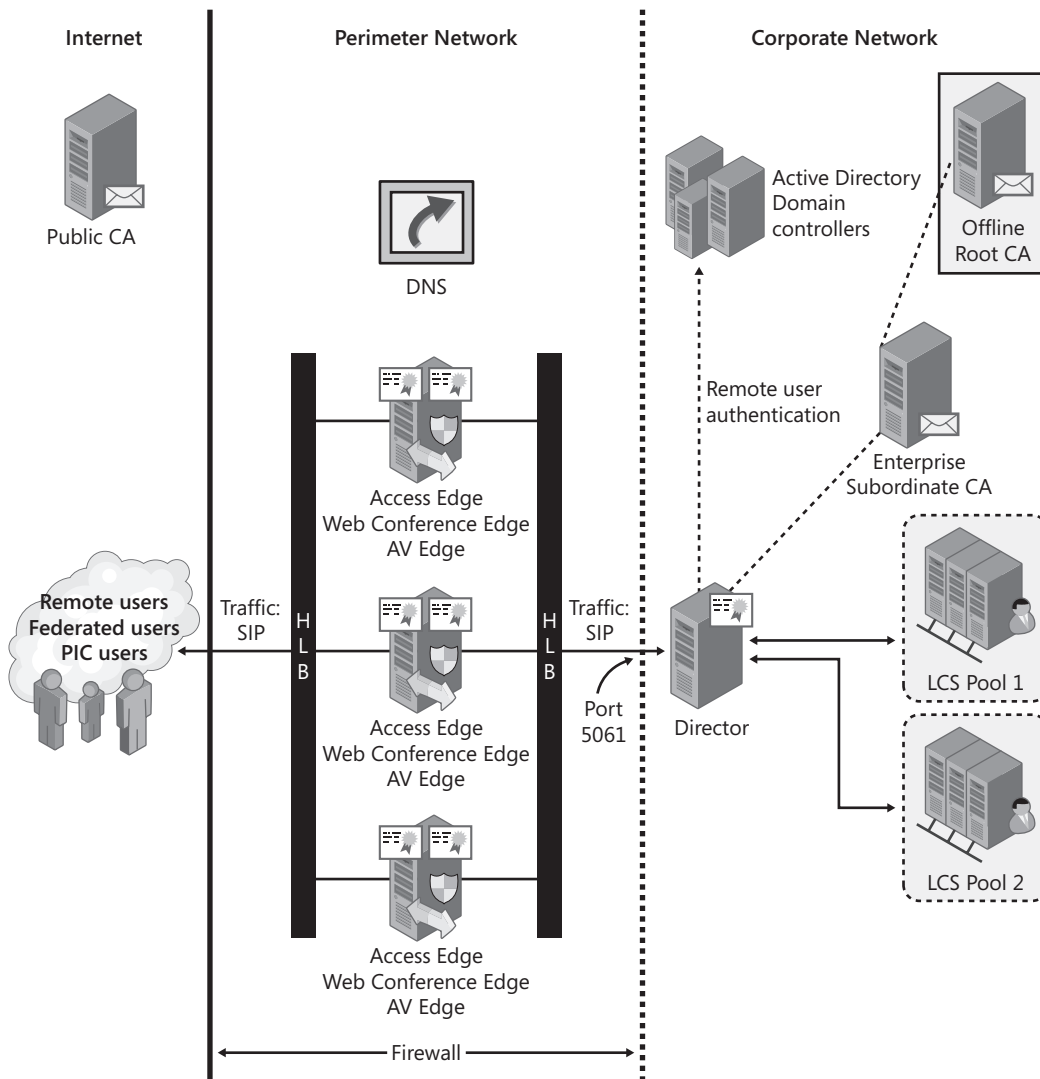 Internet
Perimeter Network
Corporate Network
Public CA
DNS
Active Directory
Domain
controllers
Offline
Root CA
Remote user
authentication
Enterprise
Subordinate CA
Access Edge
Web Conference Edge
AV Edge
Remote users
Federated users
PIC users
Traffic:
SIP
H
L
B
Access Edge
Web Conference Edge
AV Edge
H
L
B
Traffic:
SIP
Port
5061
Director
LCS Pool 1
LCS Pool 2
Access Edge
Web Conference Edge
AV Edge
Firewall